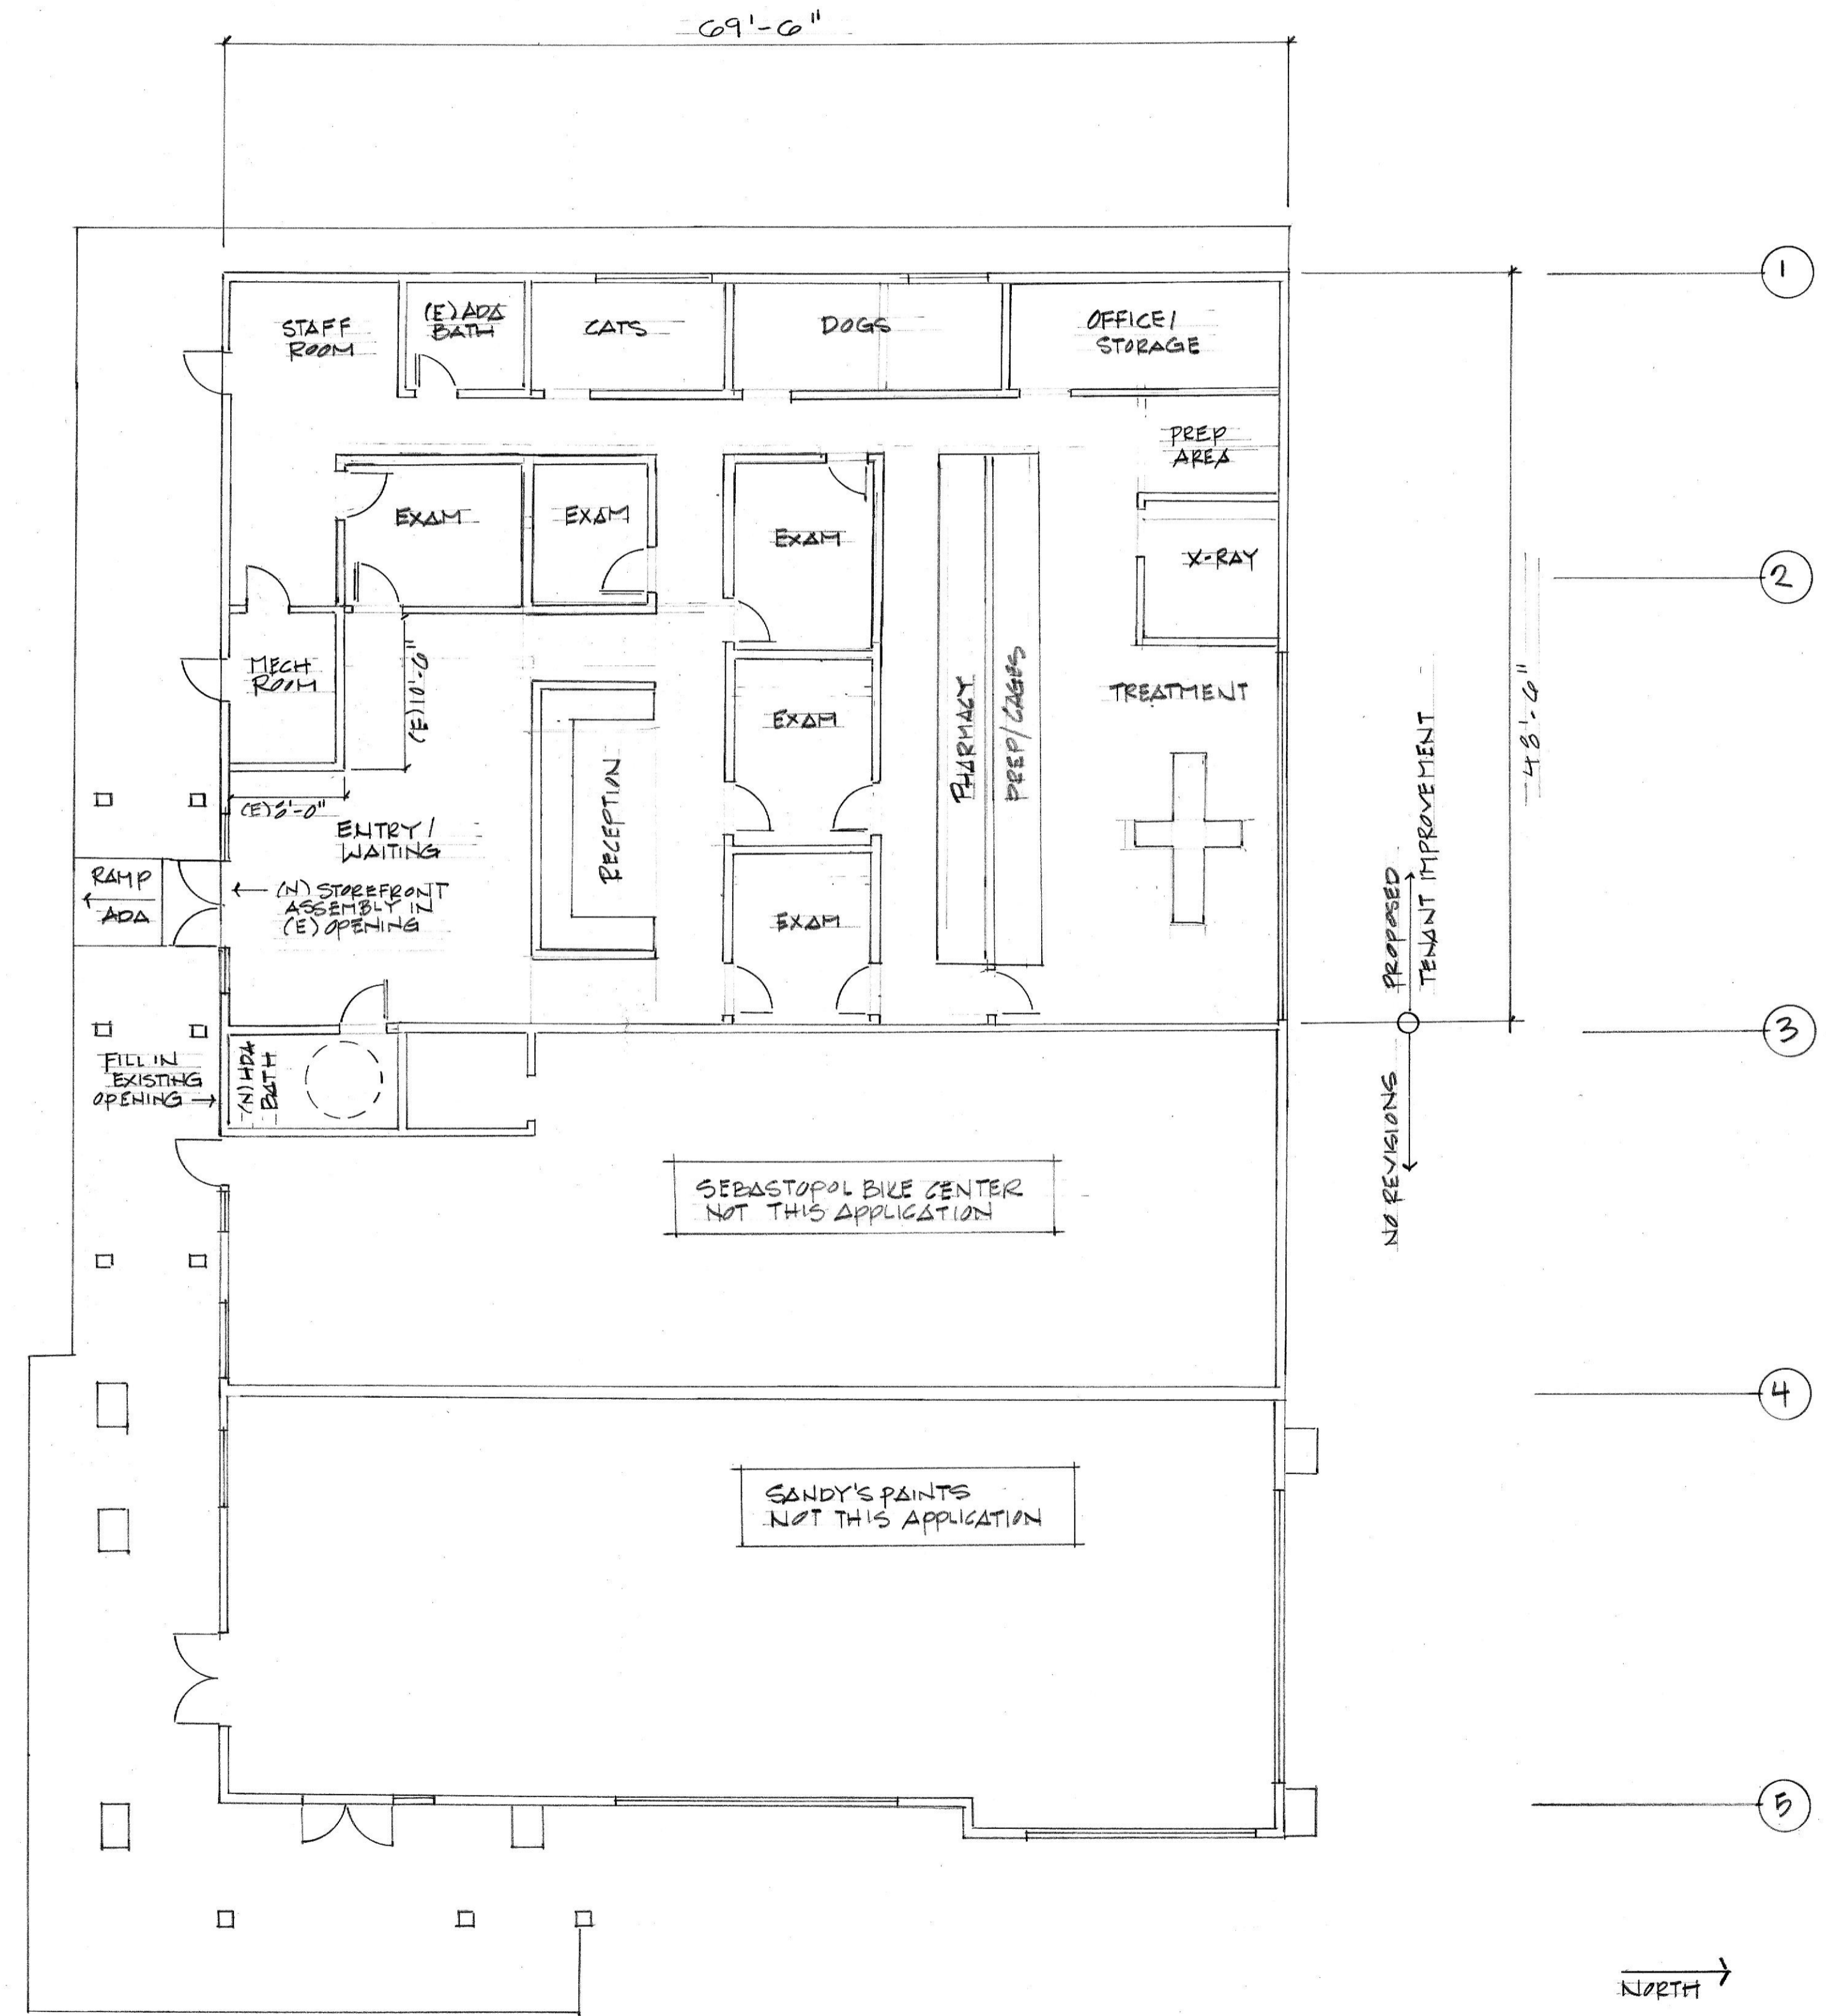 69'-6"
1
STAFF
ROOM
(E) ADA
BATH
CATS
DOGS
OFFICE/
STORAGE
PREP
AREA
EXAM
EXAM
EXAM
X-RAY
2
MECH
ROOM
(E) 10'-6"
EXAM
PHARMACY
PREP/CAGES
TREATMENT
48'-6"
(E) 8'-0"
ENTRY/
WAITING
RECEPTION
RAMP
ADA
(N) STOREFRONT
ASSEMBLY IN
(E) OPENING
EXAM
PROPOSED
TENANT IMPROVEMENT
3
FILL IN
EXISTING
OPENING
(N) HDA
BATH
NO REVISIONS
SEBASTOPOL BIKE CENTER
NOT THIS APPLICATION
4
SANDY'S PAINTS
NOT THIS APPLICATION
5
NORTH